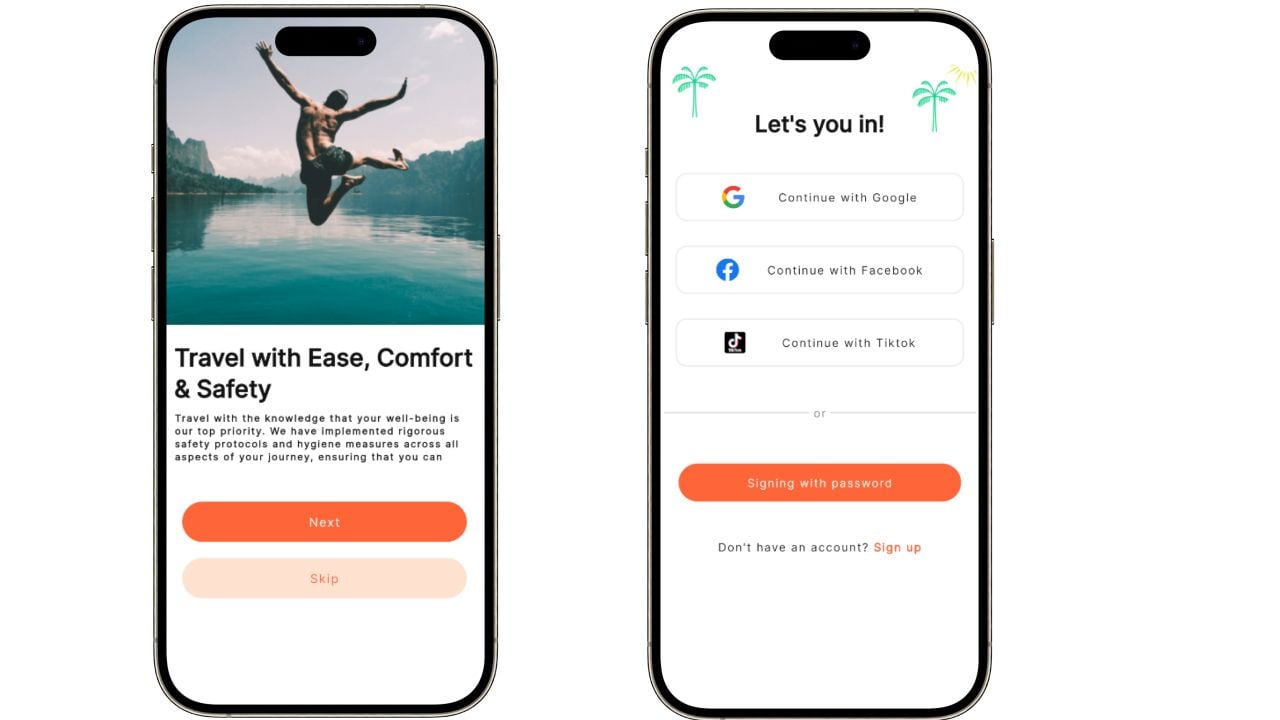 Travel with Ease, Comfort
& Safety
Travel with the knowledge that your well-being is
our top priority. We have implemented rigorous
safety protocols and hygiene measures across all
aspects of your journey, ensuring that you can
Next
Skip
Let's you in!
Continue with Google
Continue with Facebook
Continue with Tiktok
or
Signing with password
Don't have an account? Sign up